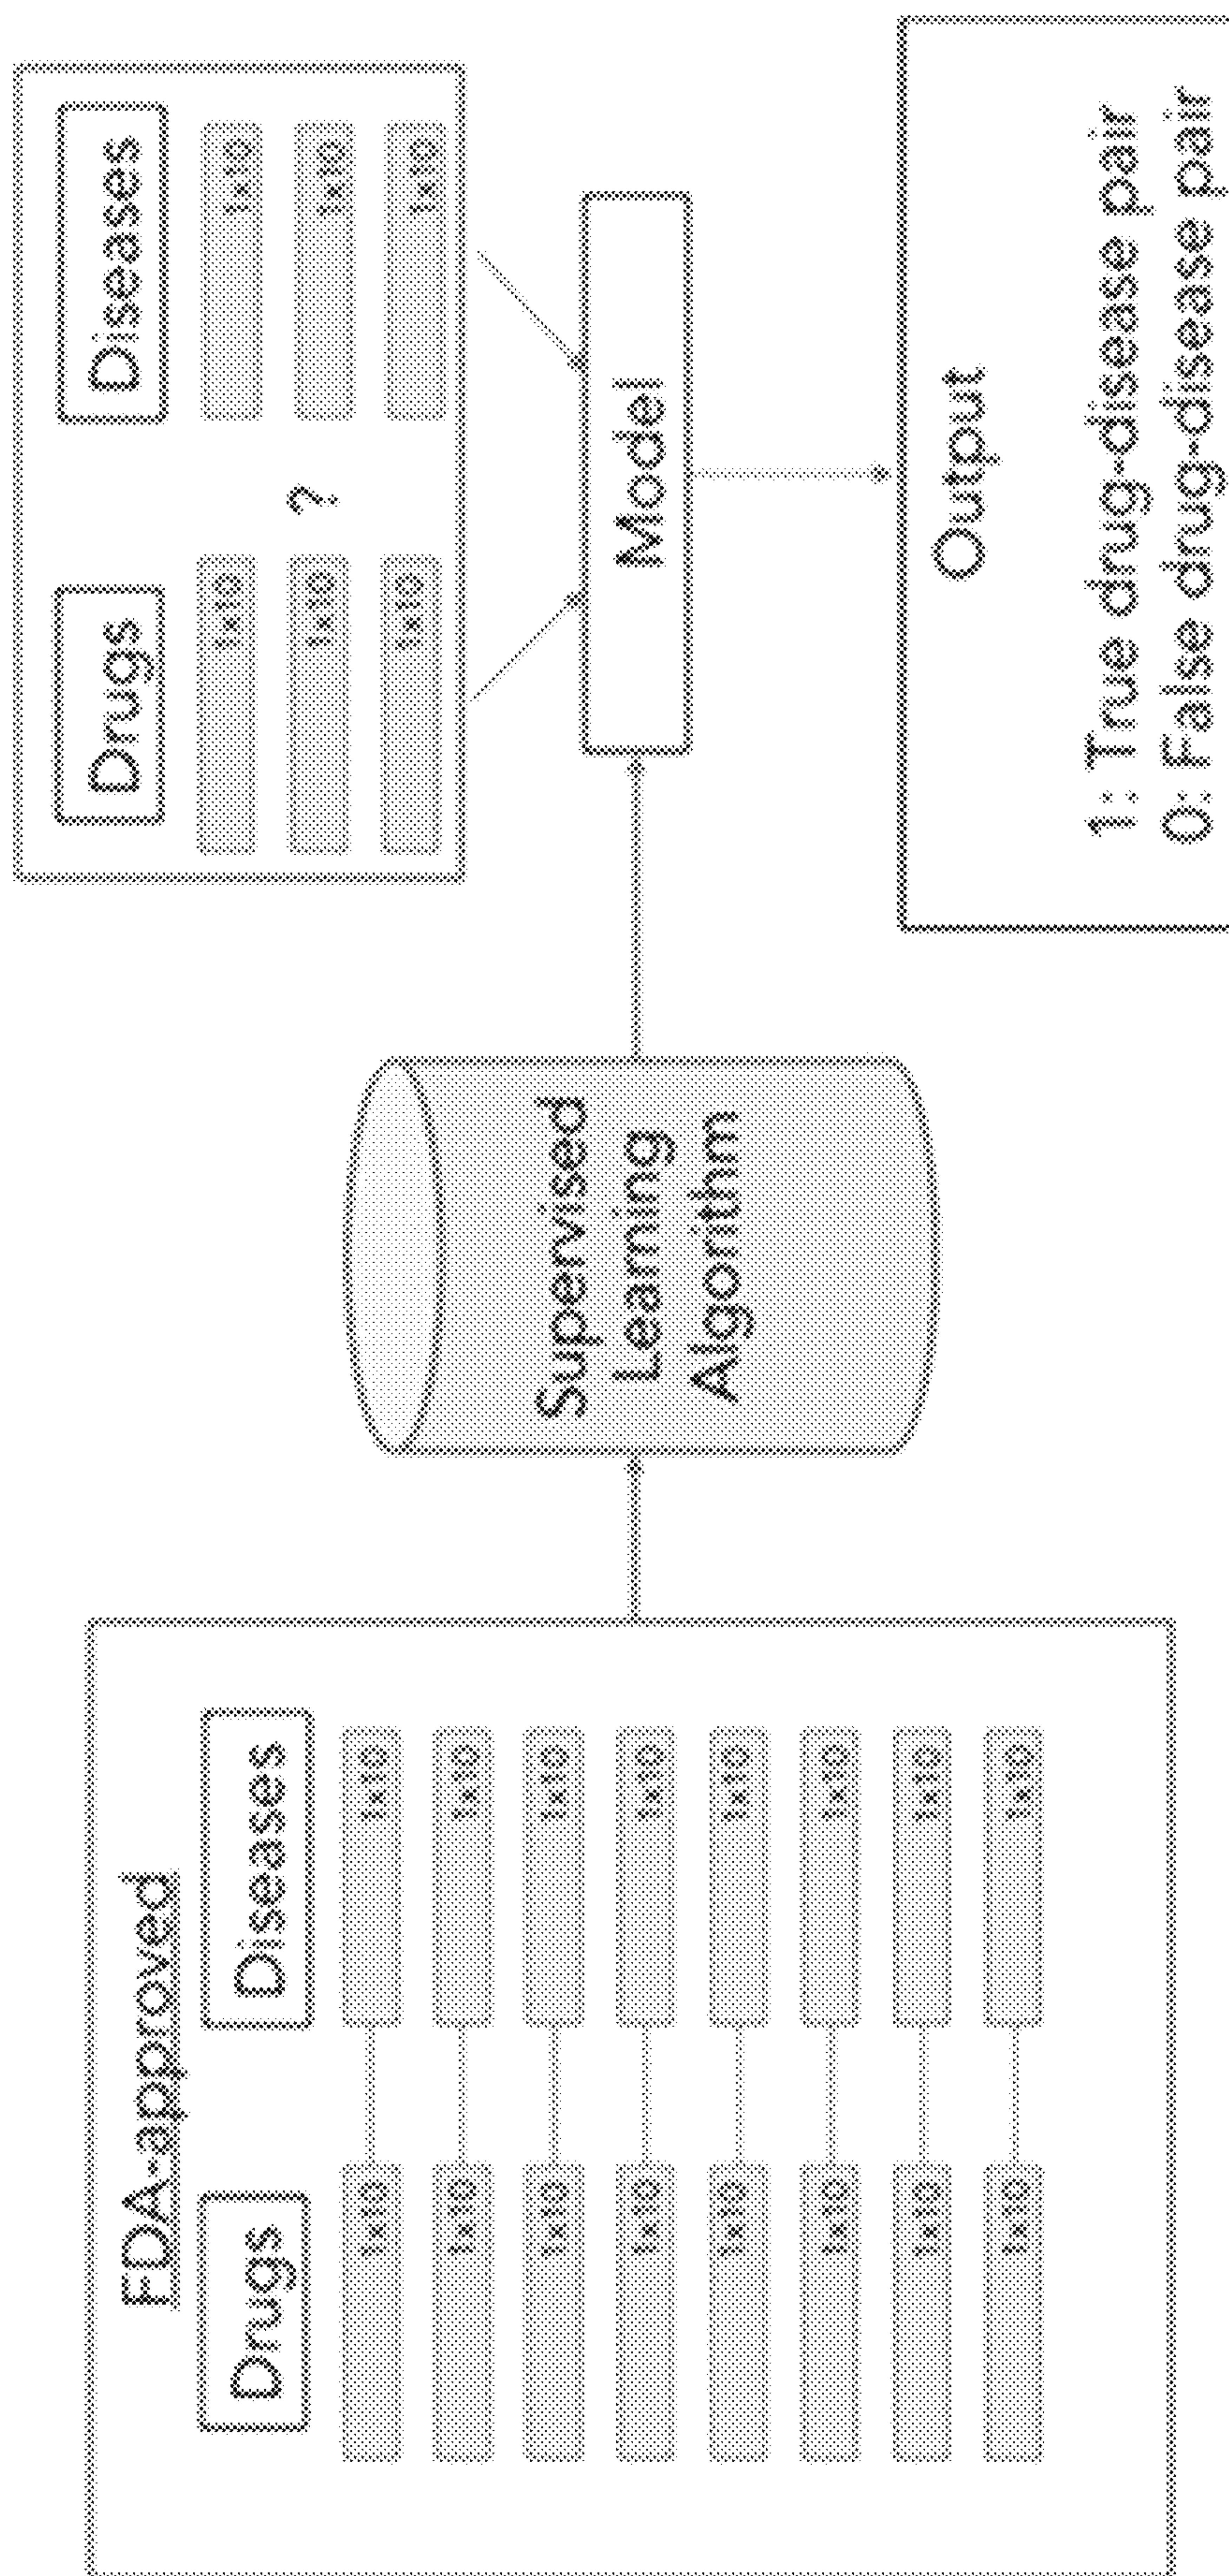 FDA-approved
Drugs
Diseases
1x10 1x10
1x10 1x10
1x10 1x10
1x10 1x10
1x10 1x10
1x10 1x10
1x10 1x10
1x10 1x10
Supervised
Learning
Algorithm
Drugs
Diseases
1x10 1x10
1x10 ? 1x10
1x10 1x10
Model
Output
1: True drug-disease pair
0: False drug-disease pair